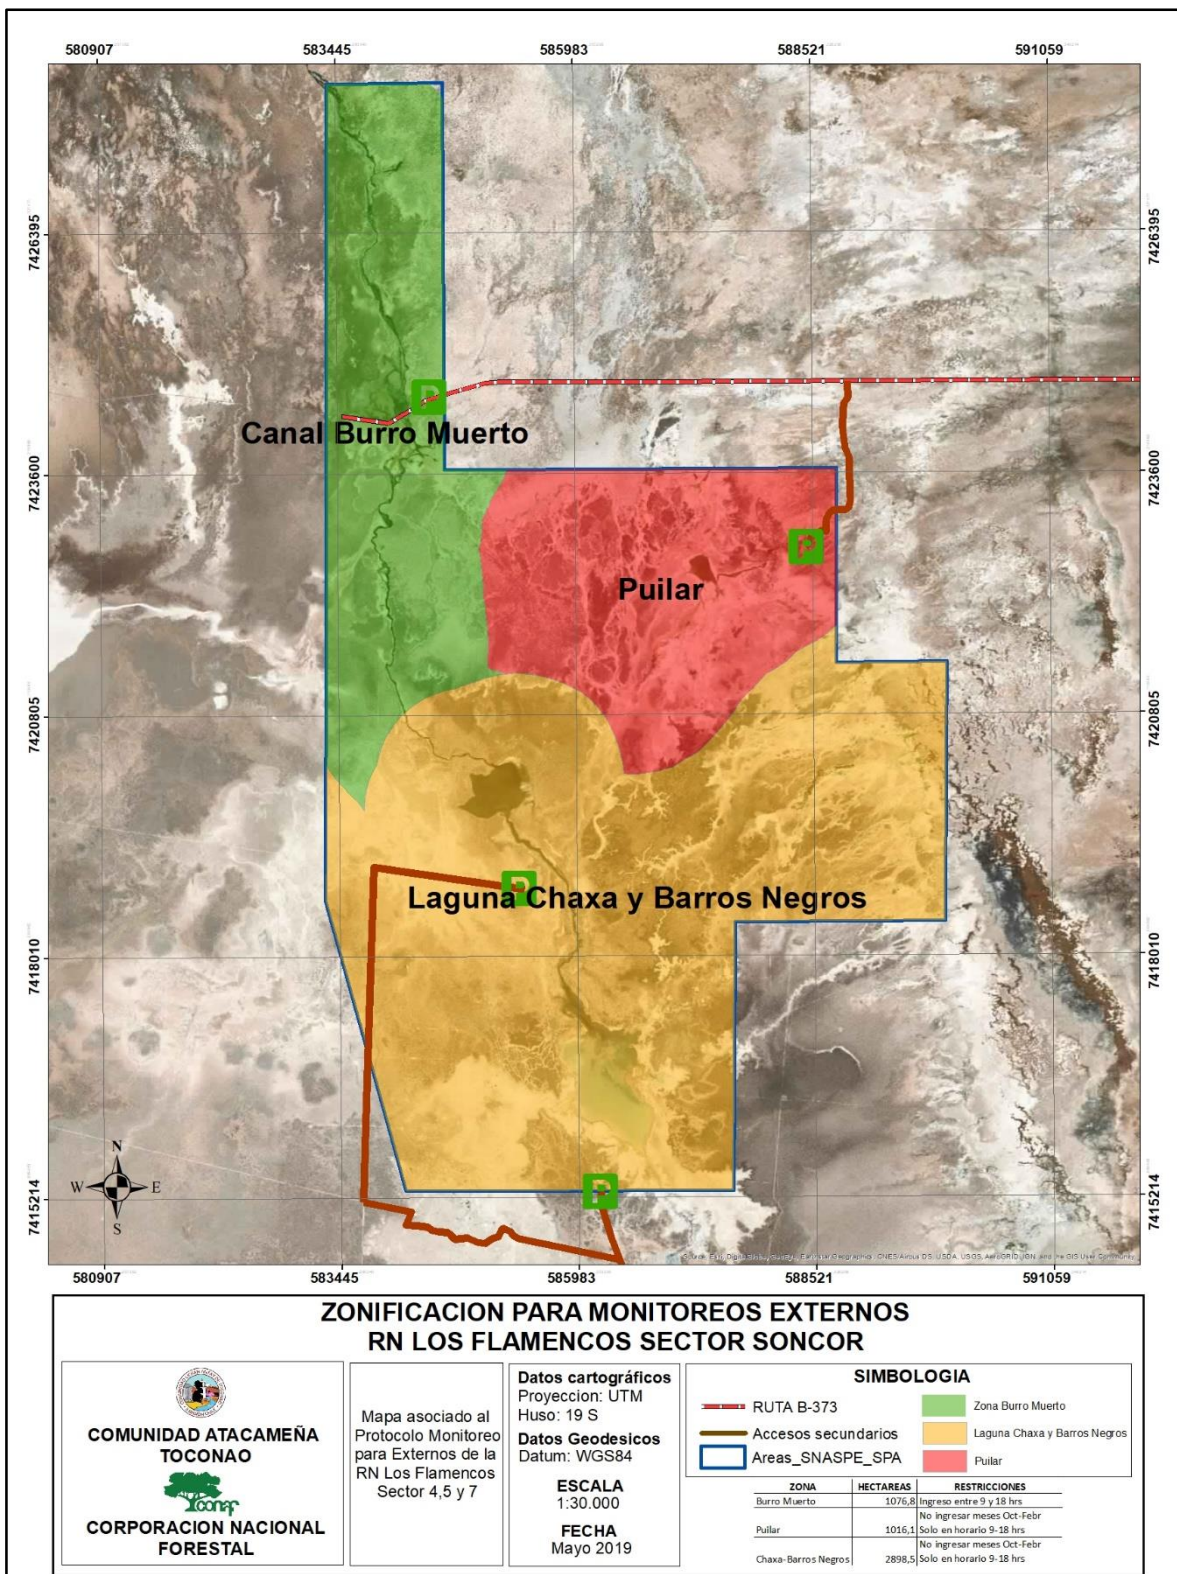 580907 583445 585983 588521 591059
7426395 7426395
Canal Burro Muerto
7423600 7423600
Puilar
7420805 7420805
Laguna Chaxa y Barros Negros
7418010 7418010
N
W E
S
7415214 7415214
580907 583445 585983 588521 591059
ZONIFICACION PARA MONITOREOS EXTERNOS
RN LOS FLAMENCOS SECTOR SONCOR
COMUNIDAD ATACAMEÑA
TOCONAO
conaf
CORPORACION NACIONAL
FORESTAL
Mapa asociado al
Protocolo Monitoreo
para Externos de la
RN Los Flamencos
Sector 4,5 y 7
Datos cartográficos
Proyeccion: UTM
Huso: 19 S
Datos Geodesicos
Datum: WGS84
ESCALA
1:30.000
FECHA
Mayo 2019
SIMBOLOGIA
RUTA B-373
Accesos secundarios
Areas_SNASPE_SPA
Zona Burro Muerto
Laguna Chaxa y Barros Negros
Puilar
ZONA HECTAREAS RESTRICCIONES
Burro Muerto 1076,8 Ingreso entre 9 y 18 hrs
No ingresar meses Oct-Febr
Puilar 1016,1 Solo en horario 9-18 hrs
No ingresar meses Oct-Febr
Chaxa-Barros Negros 2898,5 Solo en horario 9-18 hrs
P
P
P
P